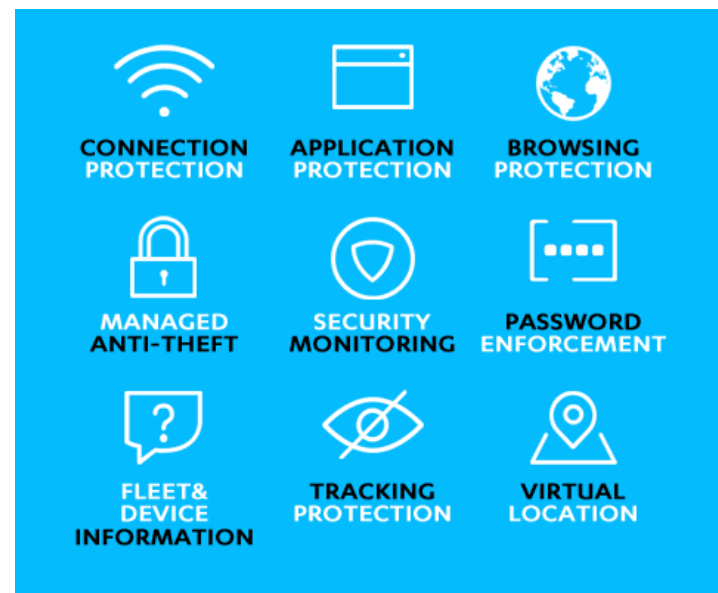 CONNECTION
PROTECTION
APPLICATION
PROTECTION
BROWSING
PROTECTION
MANAGED
ANTI-THEFT
SECURITY
MONITORING
PASSWORD
ENFORCEMENT
?
FLEET&
DEVICE
INFORMATION
TRACKING
PROTECTION
VIRTUAL
LOCATION